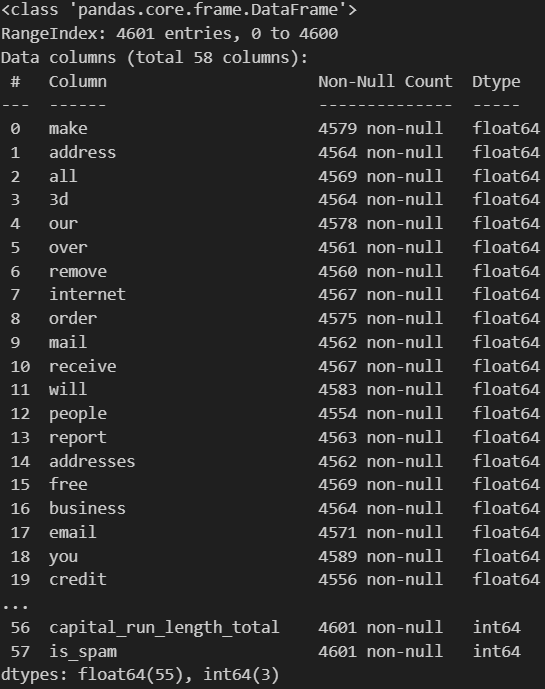 <class 'pandas.core.frame.DataFrame'>
RangeIndex: 4601 entries, 0 to 4600
Data columns (total 58 columns):
 #   Column                      Non-Null Count  Dtype
---  ------                      --------------  -----
 0   make                        4579 non-null   float64
 1   address                     4564 non-null   float64
 2   all                         4569 non-null   float64
 3   3d                          4564 non-null   float64
 4   our                         4578 non-null   float64
 5   over                        4561 non-null   float64
 6   remove                      4560 non-null   float64
 7   internet                    4567 non-null   float64
 8   order                       4575 non-null   float64
 9   mail                        4562 non-null   float64
 10  receive                     4567 non-null   float64
 11  will                        4583 non-null   float64
 12  people                      4554 non-null   float64
 13  report                      4563 non-null   float64
 14  addresses                   4562 non-null   float64
 15  free                        4569 non-null   float64
 16  business                    4564 non-null   float64
 17  email                       4571 non-null   float64
 18  you                         4589 non-null   float64
 19  credit                      4556 non-null   float64
...
 56  capital_run_length_total    4601 non-null   int64
 57  is_spam                     4601 non-null   int64
dtypes: float64(55), int64(3)